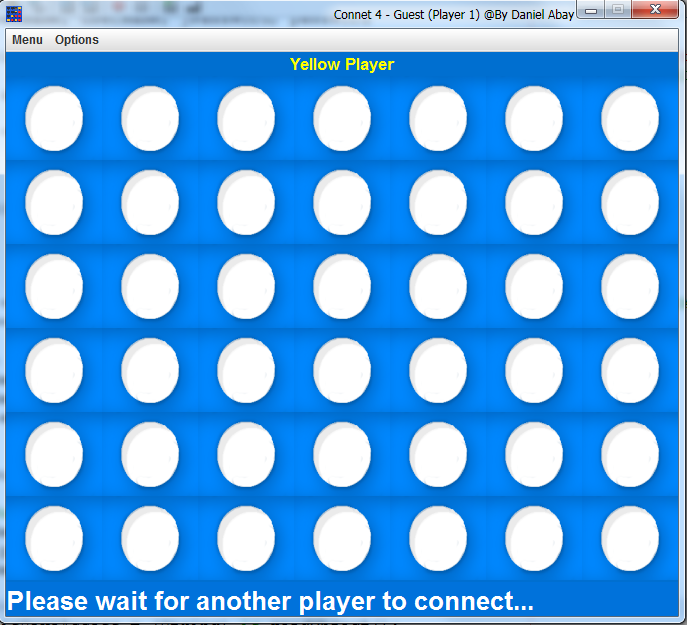 Connet 4 - Guest (Player 1) @By Daniel Abay
Menu Options
Yellow Player
Please wait for another player to connect...